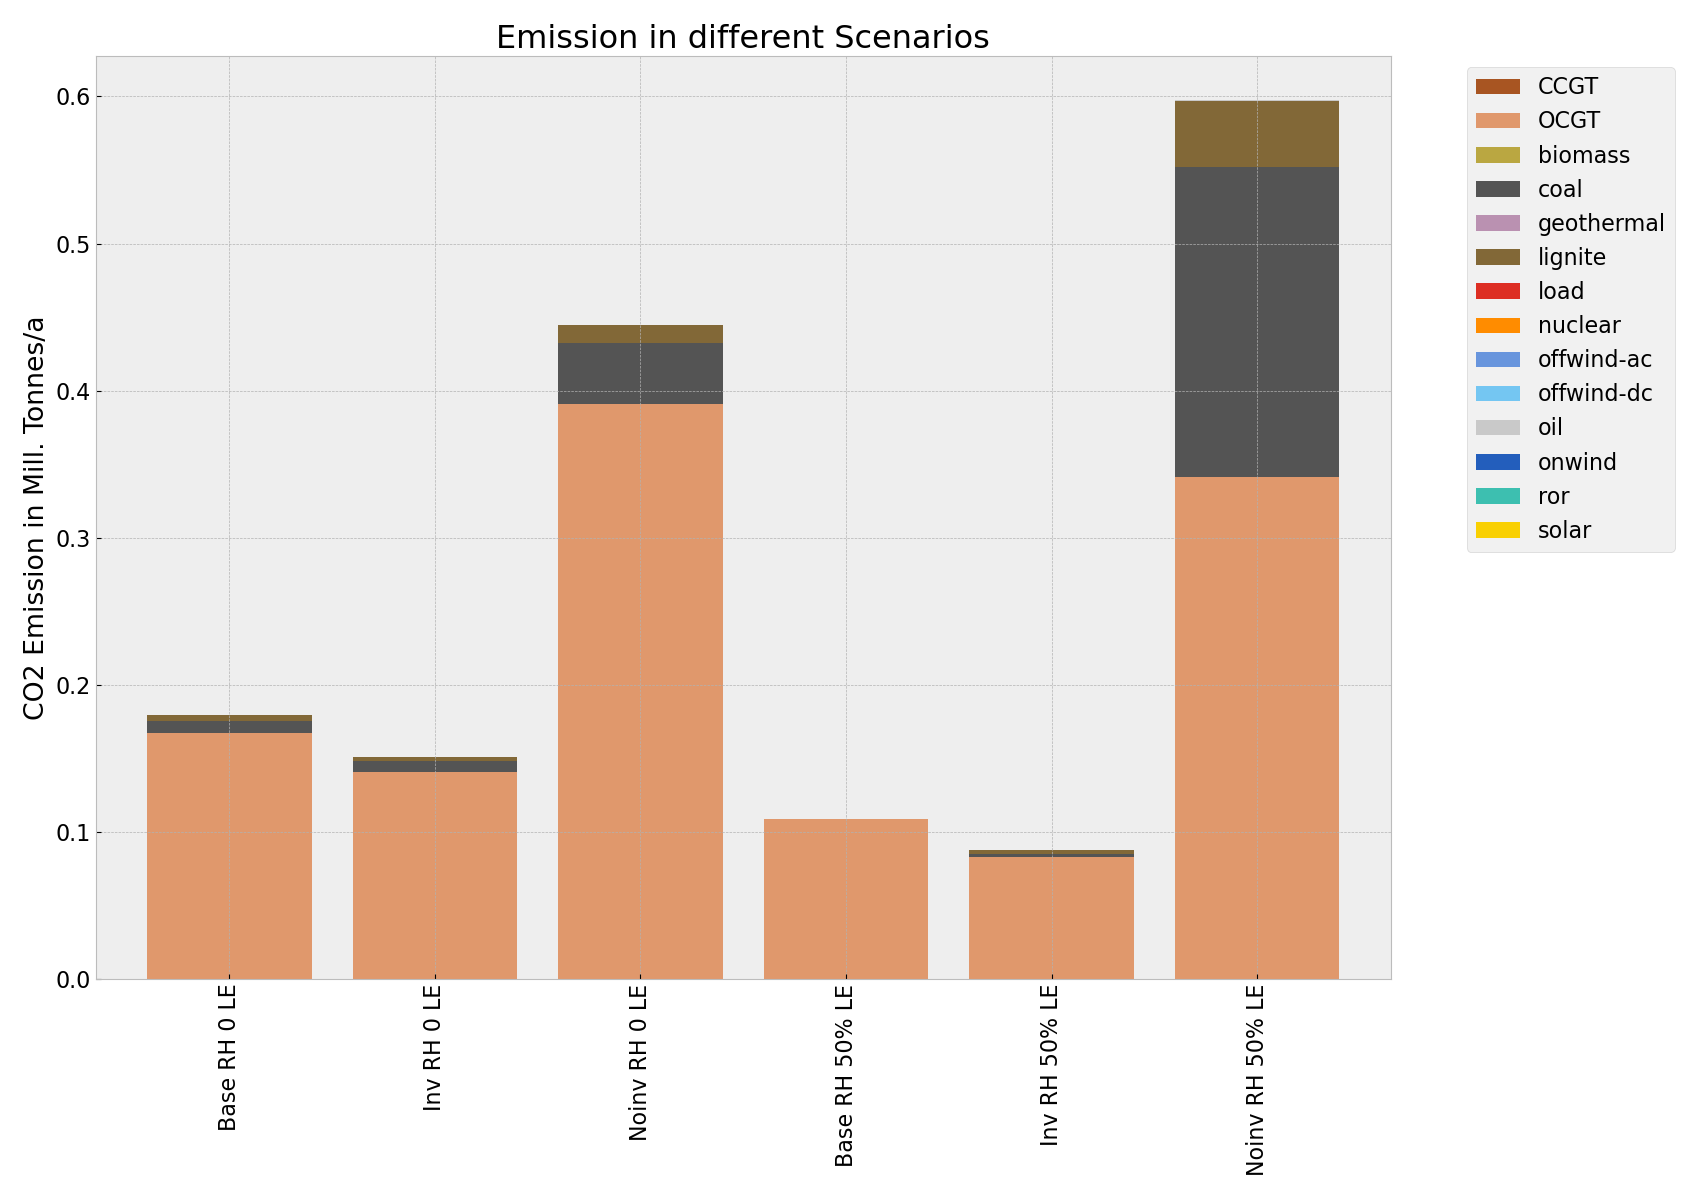 Emission in different Scenarios
CO2 Emission in Mill. Tonnes/a
0.6
0.5
0.4
0.3
0.2
0.1
0.0
Base RH 0 LE
Inv RH 0 LE
Noinv RH 0 LE
Base RH 50% LE
Inv RH 50% LE
Noinv RH 50% LE
CCGT
OCGT
biomass
coal
geothermal
lignite
load
nuclear
offwind-ac
offwind-dc
oil
onwind
ror
solar